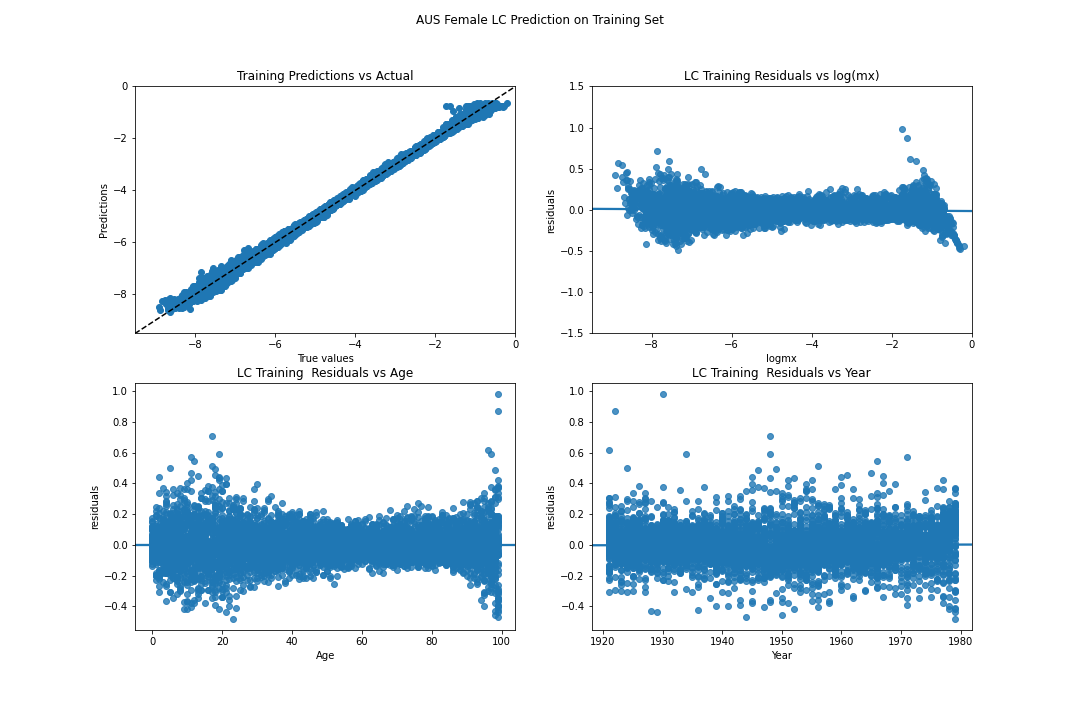 AUS Female LC Prediction on Training Set
Training Predictions vs Actual
0
−2
−4
−6
−8
Predictions
−8 −6 −4 −2 0
True values
LC Training Residuals vs log(mx)
1.5
1.0
0.5
0.0
−0.5
−1.0
−1.5
residuals
−8 −6 −4 −2 0
logmx
LC Training  Residuals vs Age
1.0
0.8
0.6
0.4
0.2
0.0
−0.2
−0.4
residuals
0 20 40 60 80 100
Age
LC Training  Residuals vs Year
1.0
0.8
0.6
0.4
0.2
0.0
−0.2
−0.4
residuals
1920 1930 1940 1950 1960 1970 1980
Year